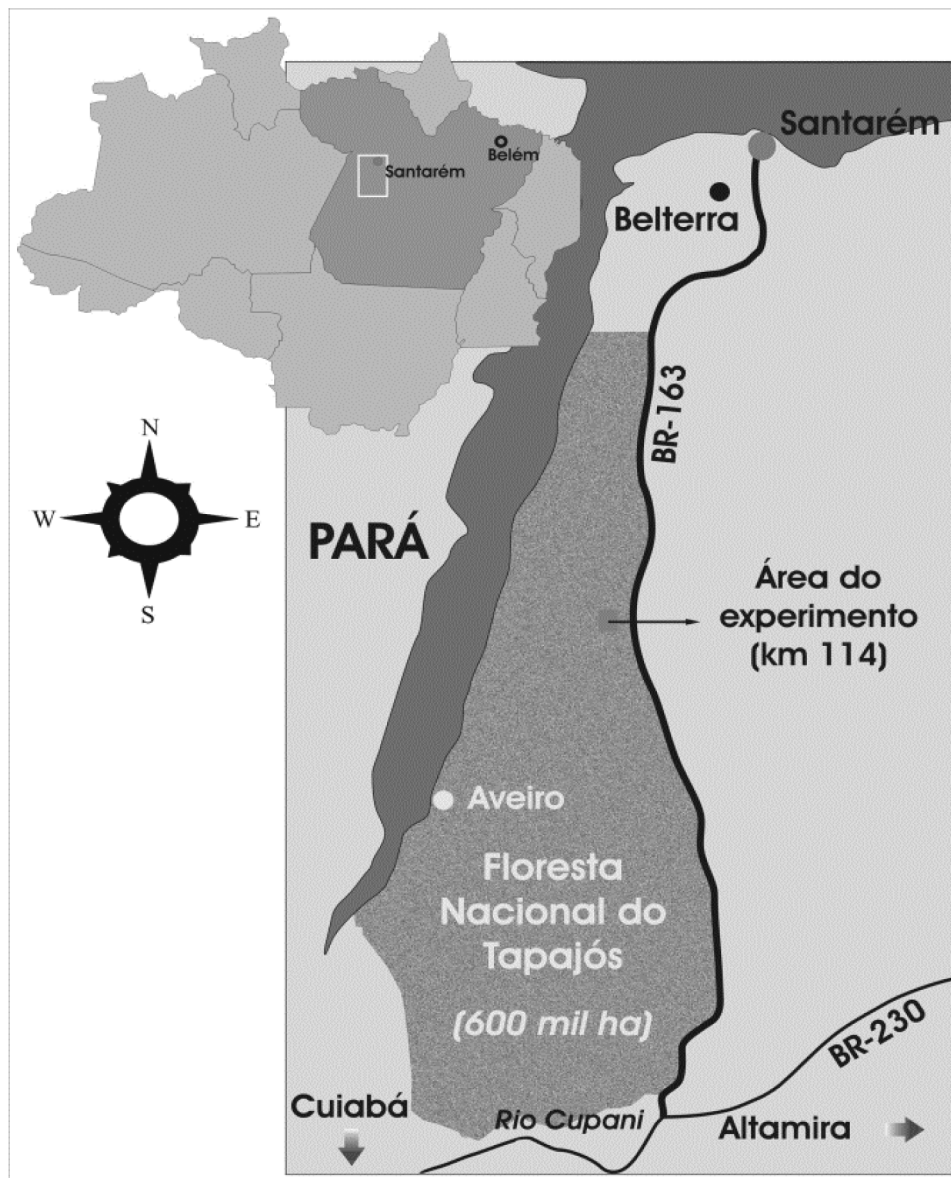 Santarém
Belém
Santarém
Belterra
BR-163
N
W
E
S
PARÁ
Área do
experimento
(km 114)
Aveiro
Floresta
Nacional do
Tapajós
(600 mil ha)
BR-230
Cuiabá
Rio Cupani
Altamira